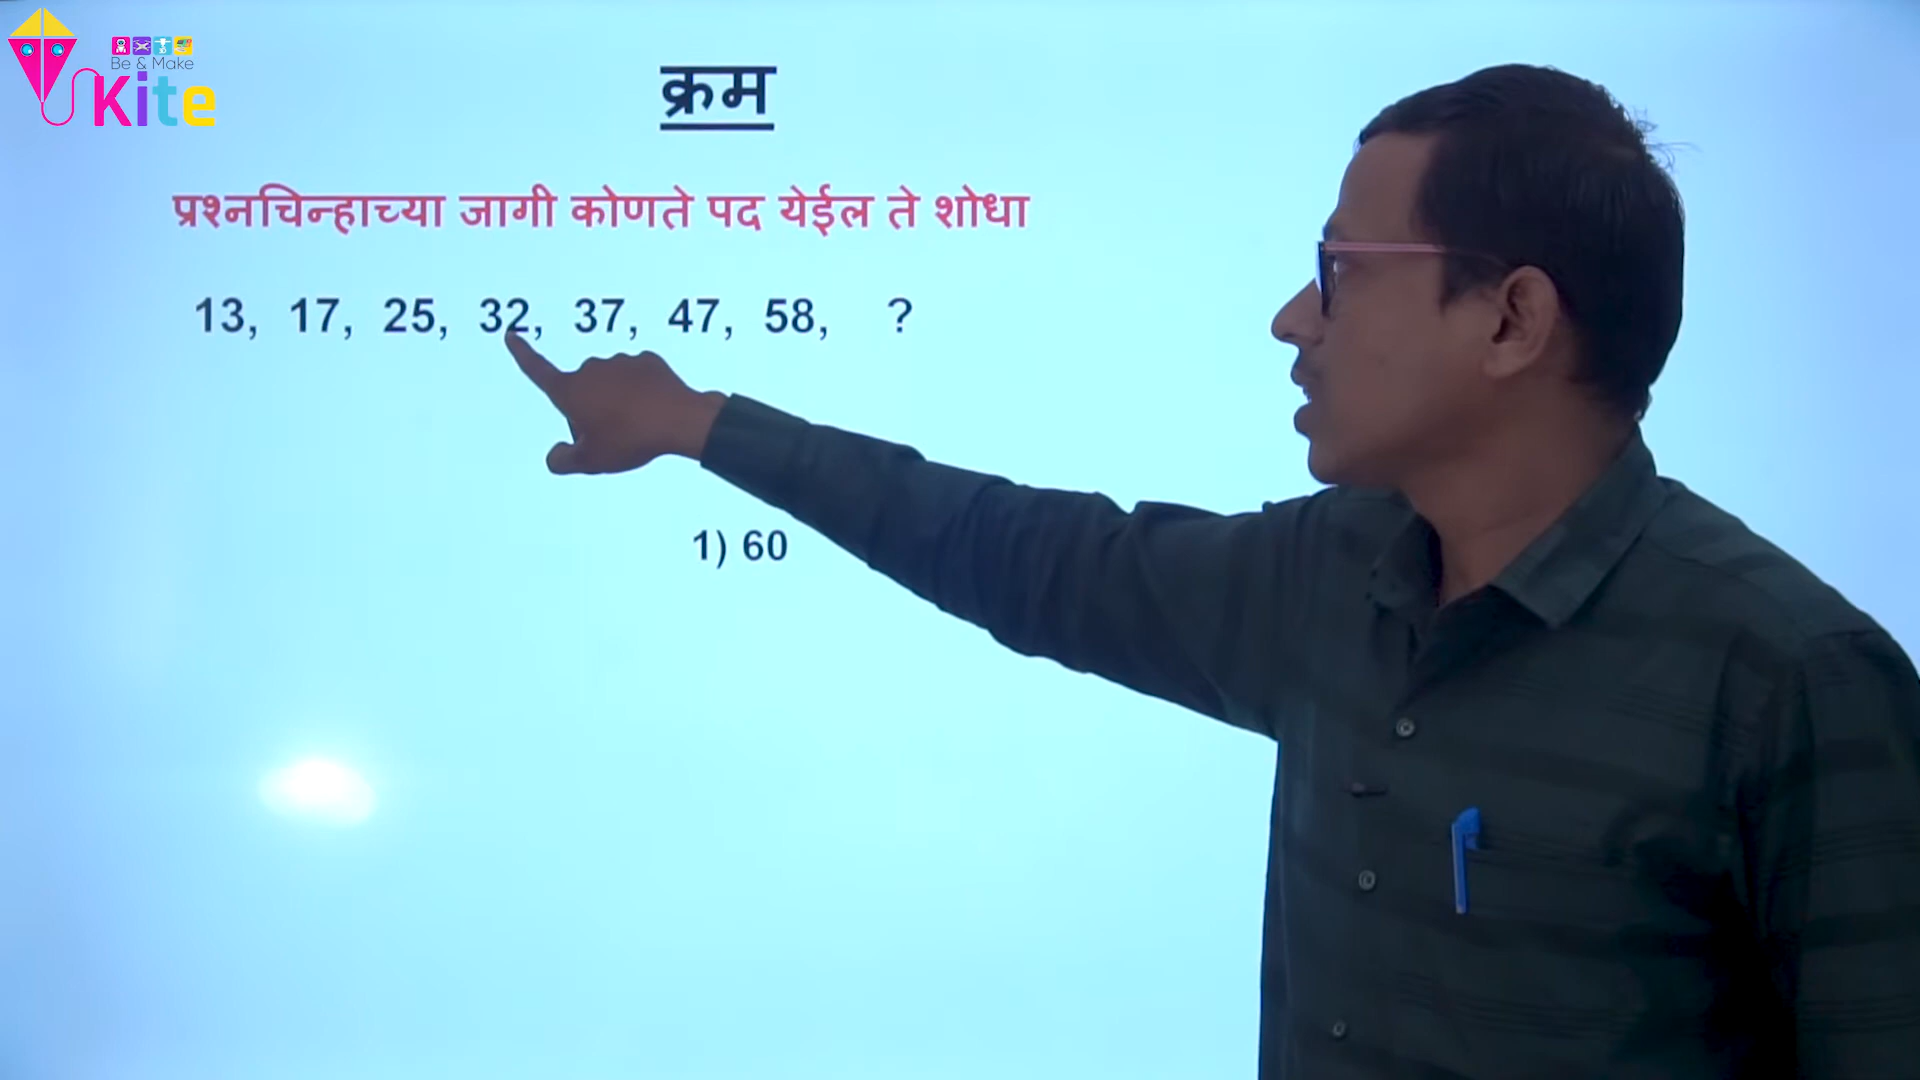 Be & Make
Kite
क्रम
प्रश्नचिन्हाच्या जागी कोणते पद येईल ते शोधा
13, 17, 25, 32, 37, 47, 58, ?
1) 60